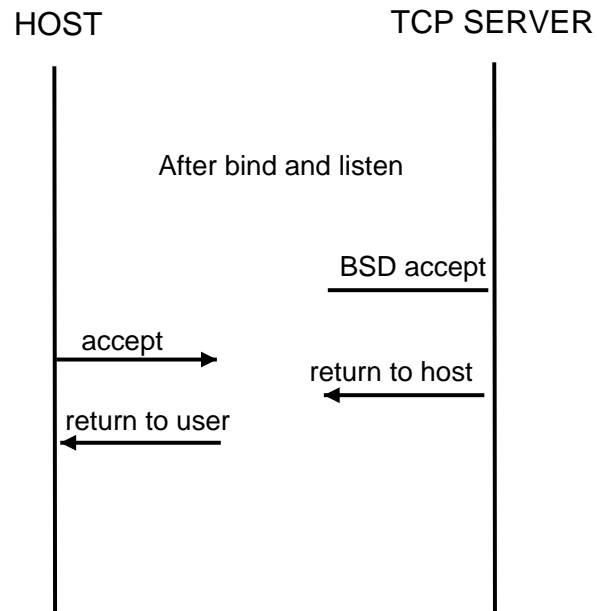 HOST
TCP SERVER
After bind and listen
BSD accept
accept
return to host
return to user